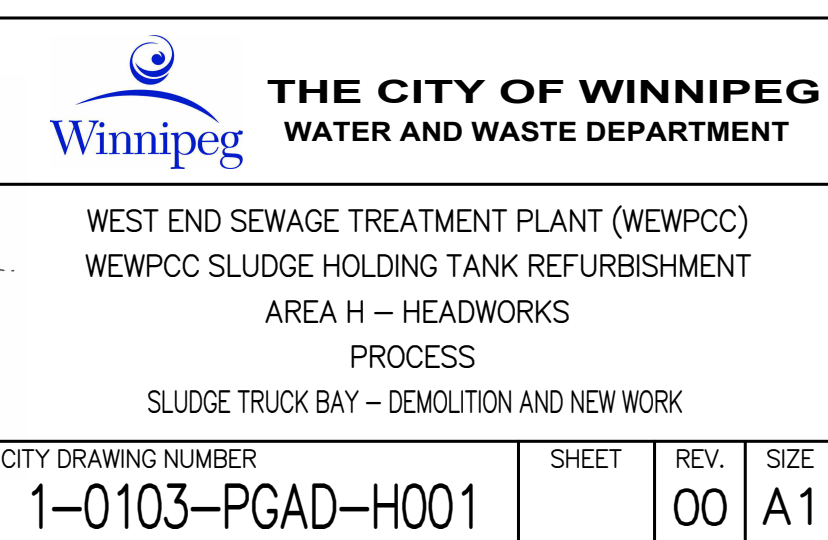 Winnipeg
THE CITY OF WINNIPEG
WATER AND WASTE DEPARTMENT
WEST END SEWAGE TREATMENT PLANT (WEWPCC)
WEWPCC SLUDGE HOLDING TANK REFURBISHMENT
AREA H – HEADWORKS
PROCESS
SLUDGE TRUCK BAY – DEMOLITION AND NEW WORK
CITY DRAWING NUMBER SHEET REV. SIZE
1-0103-PGAD-H001 00 A1